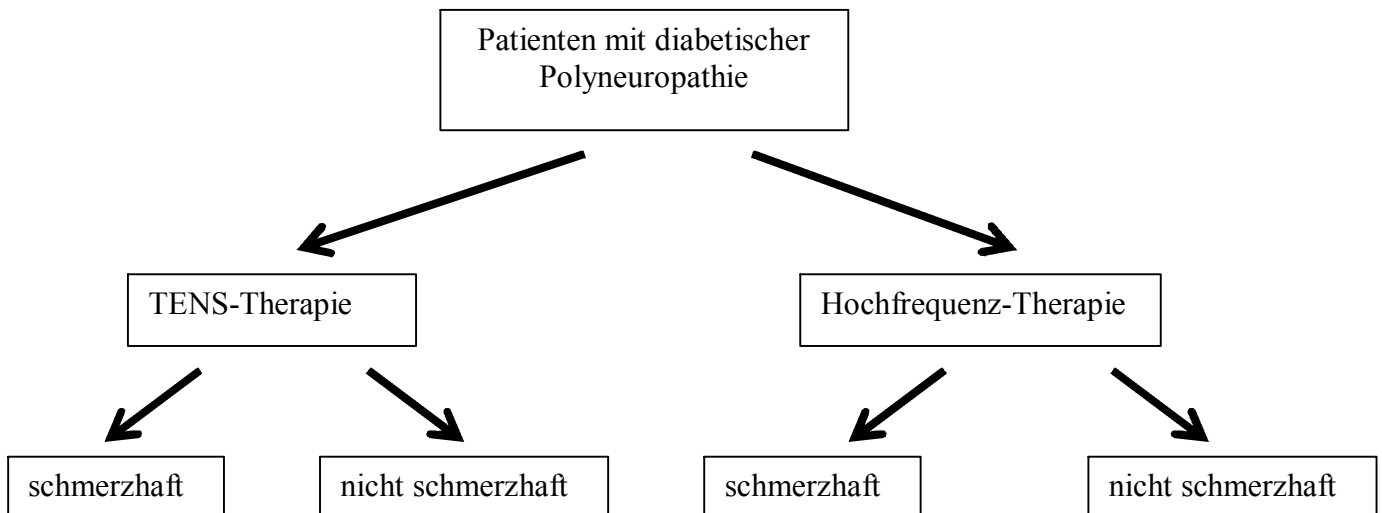 Patienten mit diabetischer
Polyneuropathie
TENS-Therapie
Hochfrequenz-Therapie
schmerzhaft
nicht schmerzhaft
schmerzhaft
nicht schmerzhaft